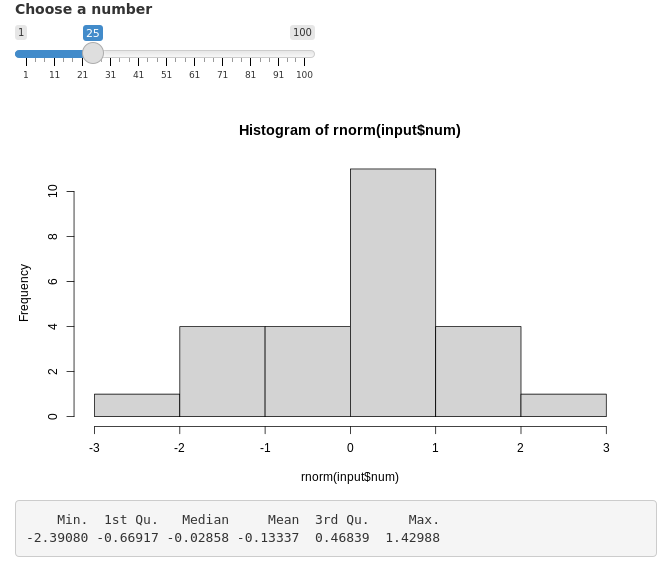 Choose a number
1 25 100
1 11 21 31 41 51 61 71 81 91 100
Histogram of rnorm(input$num)
Frequency
10
8
6
4
2
0
-3 -2 -1 0 1 2 3
rnorm(input$num)
Min. 1st Qu. Median Mean 3rd Qu. Max.
-2.39080 -0.66917 -0.02858 -0.13337 0.46839 1.42988